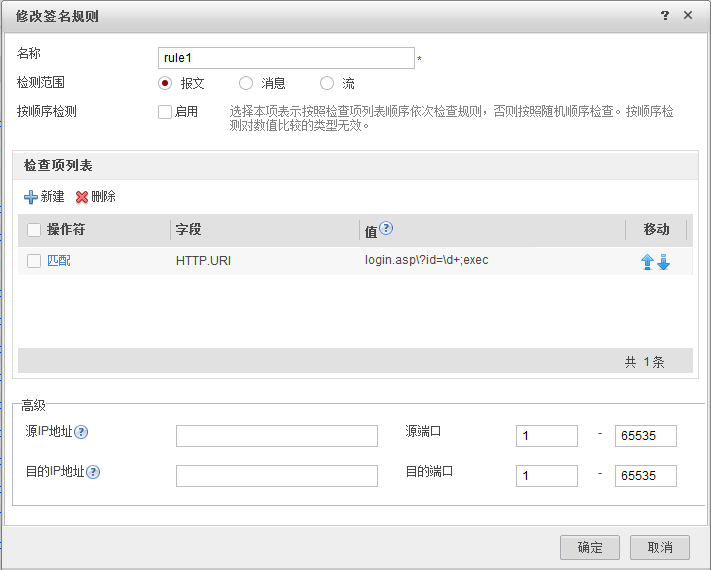 修改签名规则 ? ×
名称 rule1 *
检测范围 报文 消息 流
按顺序检测 启用 选择本项表示按照检查项列表顺序依次检查规则，否则按照随机顺序检查。按顺序检
测对数值比较的类型无效。
检查项列表
新建 删除
操作符 字段 值 ? 移动
匹配 HTTP.URI login.asp\?id=\d+;exec
共 1 条
高级
源IP地址 ? 源端口 1 - 65535
目的IP地址 ? 目的端口 1 - 65535
确定 取消